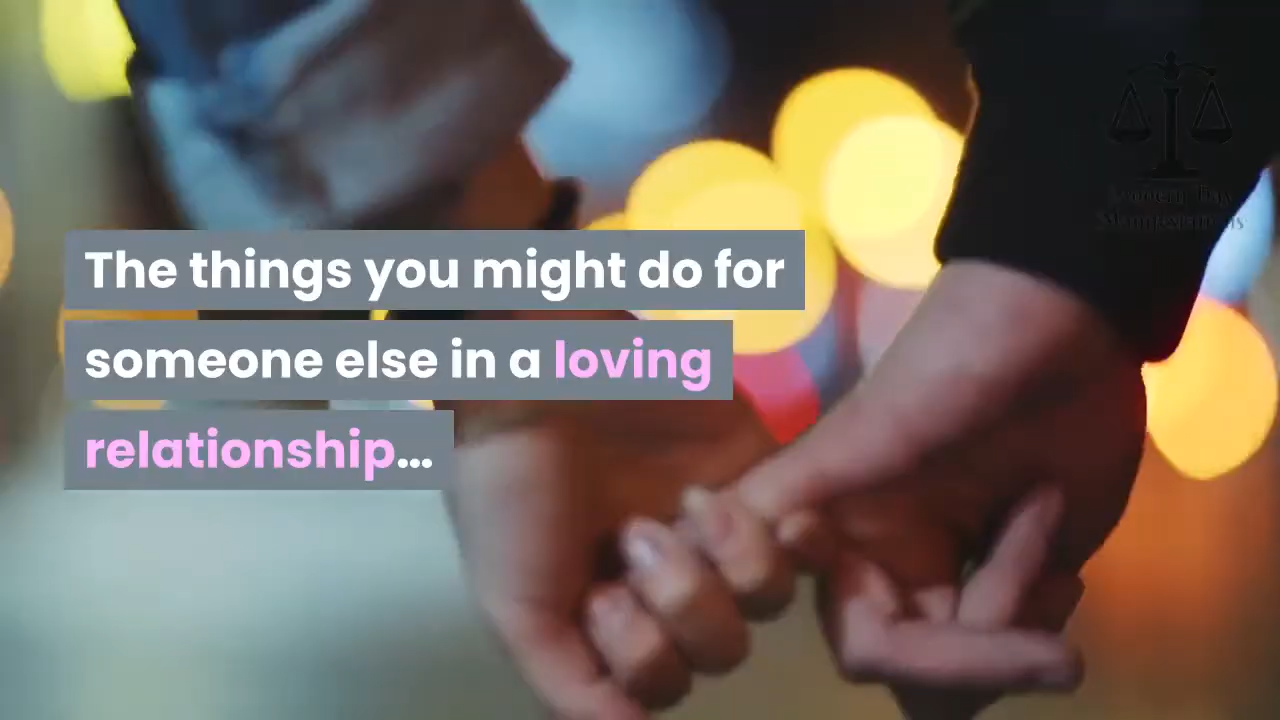 The things you might do for
someone else in a loving
relationship...